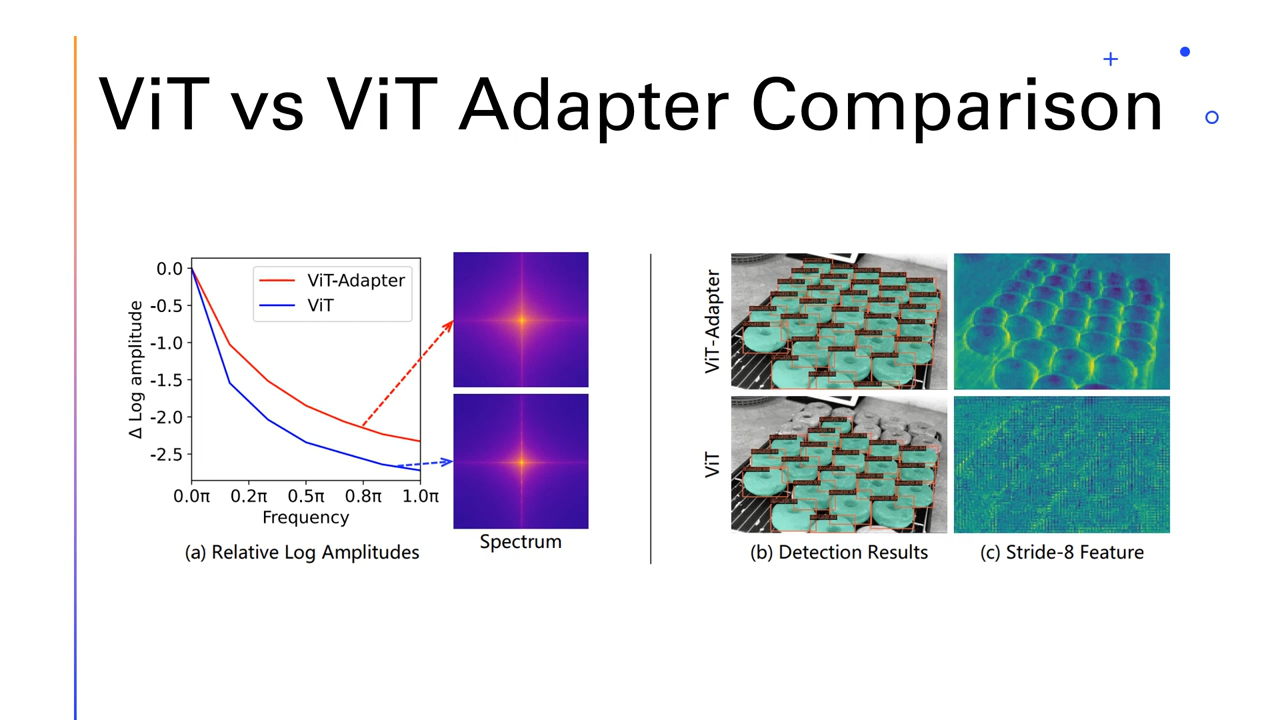 ViT vs ViT Adapter Comparison
ViT-Adapter
ViT
0.0
-0.5
-1.0
-1.5
-2.0
-2.5
Δ Log amplitude
0.0π 0.2π 0.5π 0.8π 1.0π
Frequency
(a) Relative Log Amplitudes
Spectrum
ViT-Adapter
ViT
(b) Detection Results
(c) Stride-8 Feature